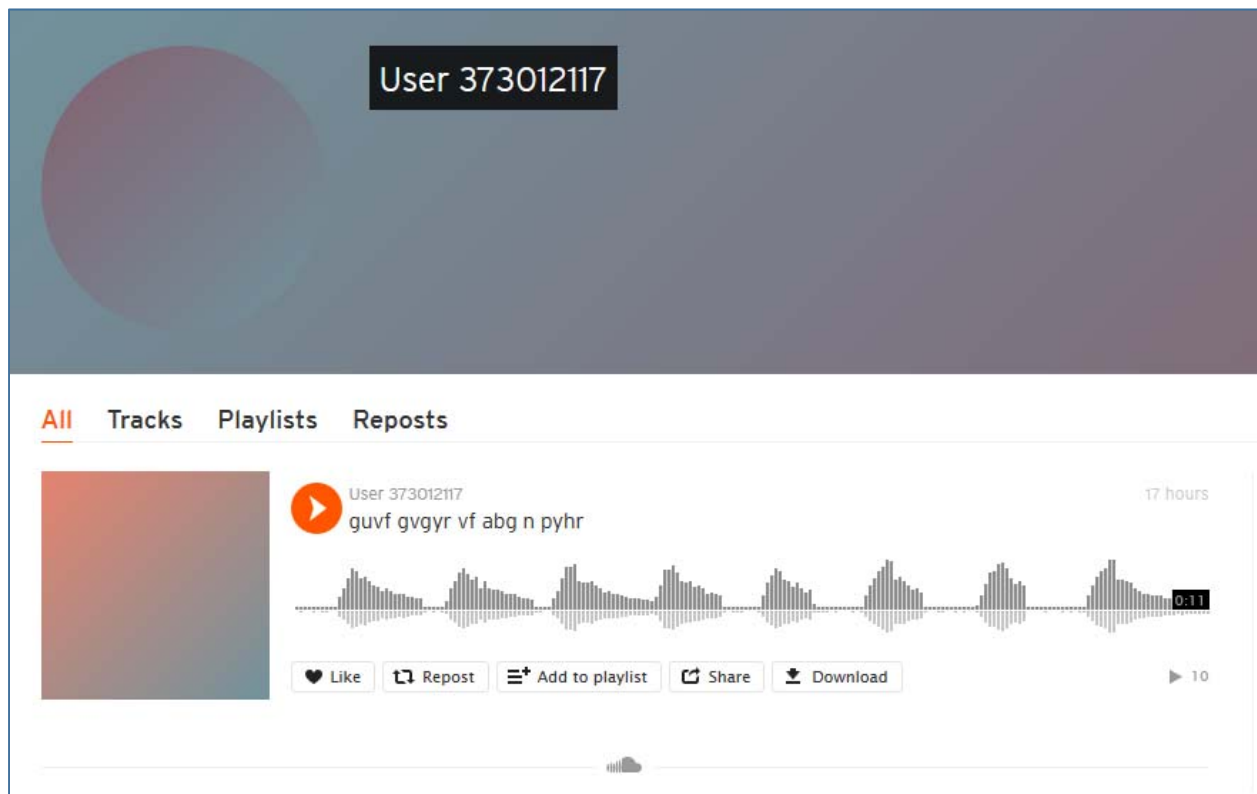 User 373012117
All Tracks Playlists Reposts
User 373012117 17 hours
guvf gvgyr vf abg n pyhr
0:11
Like Repost Add to playlist Share Download 10